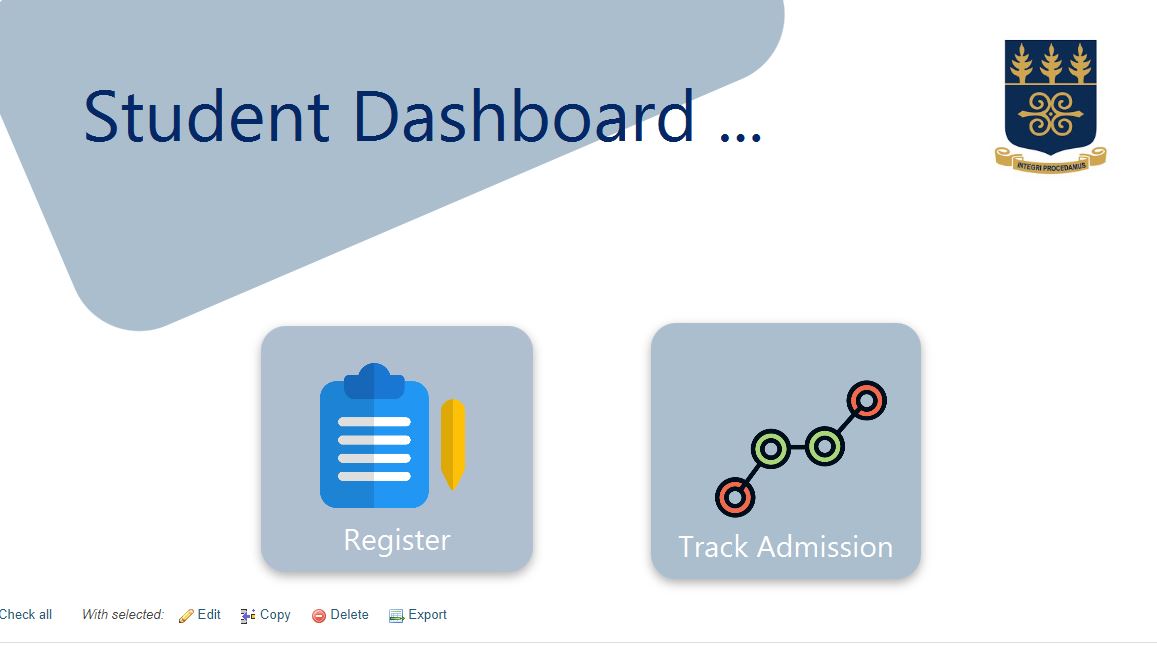 Student Dashboard ...
INTEGRI PROCEDAMUS
Register
Track Admission
Check all With selected: Edit Copy Delete Export